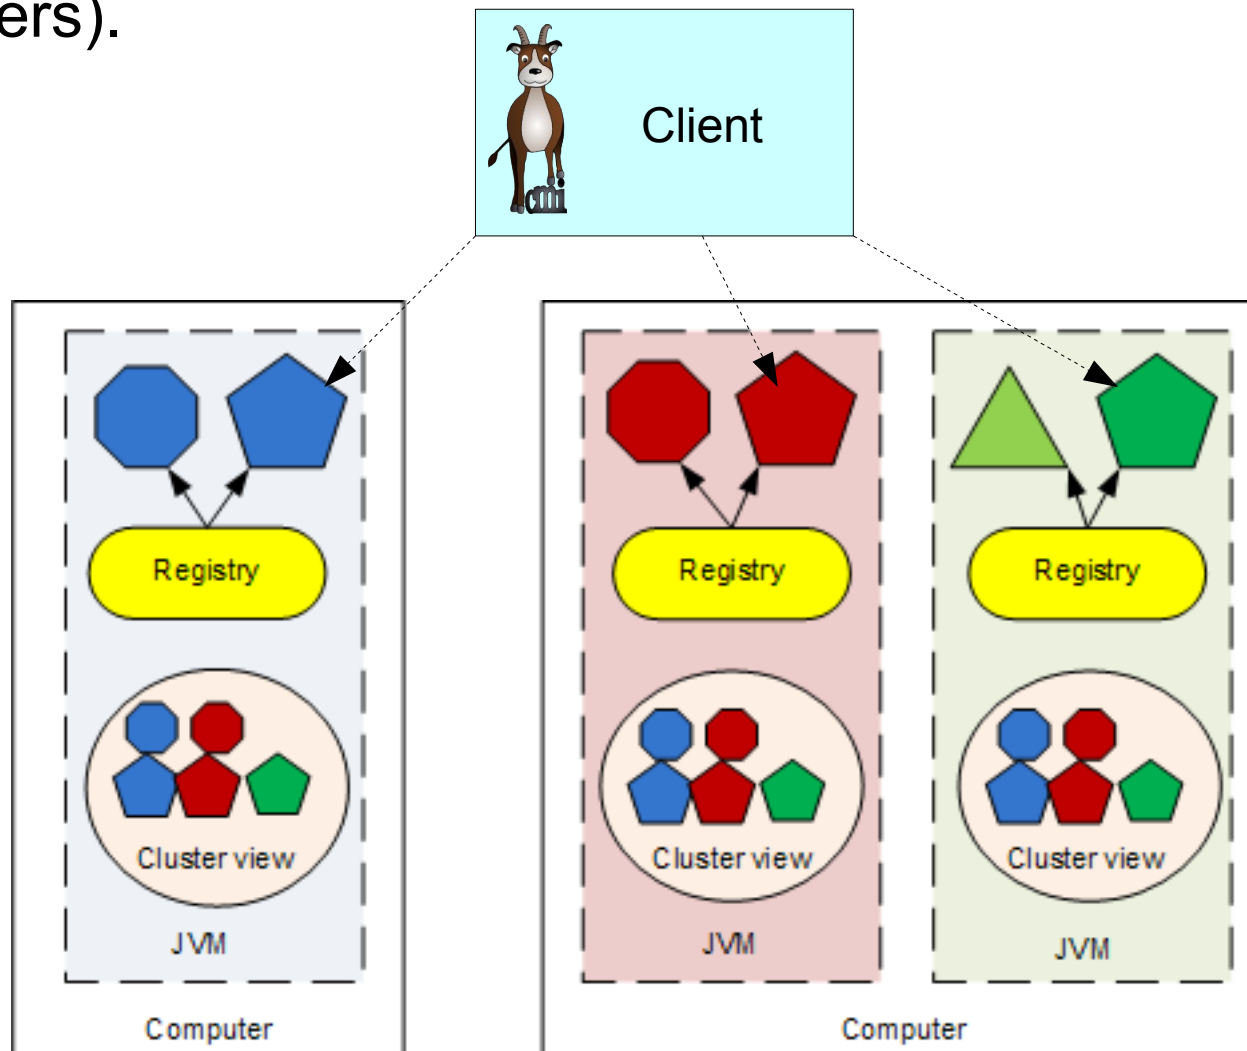 ers).
Client
cmi
Registry
Registry
Registry
Cluster view
Cluster view
Cluster view
JVM
JVM
JVM
Computer
Computer